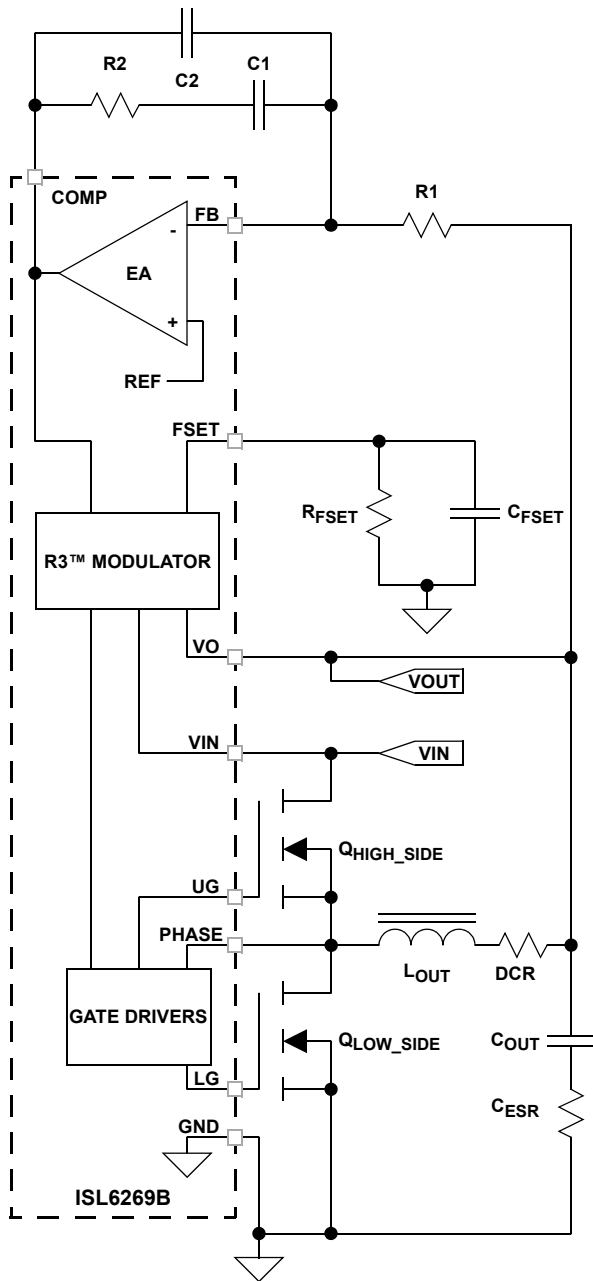 R2
C1
C2
COMP
FB
R1
-
EA
+
REF
FSET
RFSET
CFSET
R3™ MODULATOR
VO
VOUT
VIN
VIN
QHIGH_SIDE
UG
PHASE
LOUT
DCR
GATE DRIVERS
QLOW_SIDE
COUT
LG
CESR
GND
ISL6269B